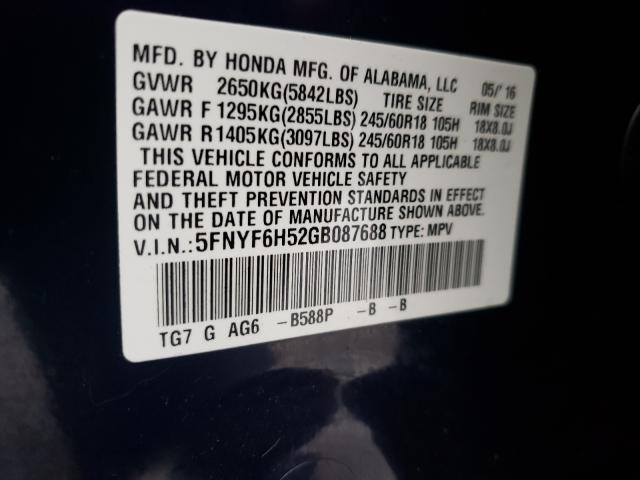 MFD. BY HONDA MFG. OF ALABAMA, LLC 05/'16
GVWR 2650KG(5842LBS) TIRE SIZE RIM SIZE
GAWR F 1295KG(2855LBS) 245/60R18 105H 18X8.0J
GAWR R 1405KG(3097LBS) 245/60R18 105H 18X8.0J
THIS VEHICLE CONFORMS TO ALL APPLICABLE
FEDERAL MOTOR VEHICLE SAFETY
AND THEFT PREVENTION STANDARDS IN EFFECT
ON THE DATE OF MANUFACTURE SHOWN ABOVE.
V.I.N.: 5FNYF6H52GB087688 TYPE: MPV
TG7 G AG6 -B588P -B -B